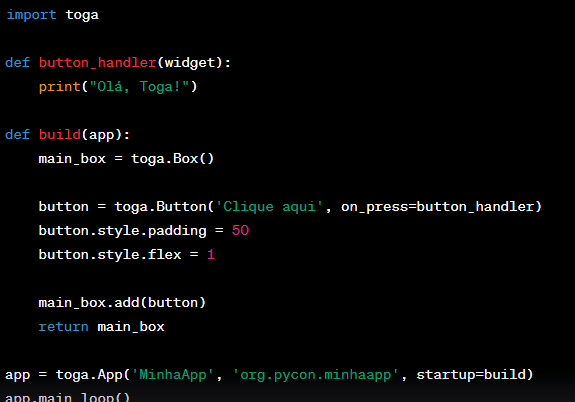 import toga
def button_handler(widget):
print("Olá, Toga!")
def build(app):
main_box = toga.Box()
button = toga.Button('Clique aqui', on_press=button_handler)
button.style.padding = 50
button.style.flex = 1
main_box.add(button)
return main_box
app = toga.App('MinhaApp', 'org.pycon.minhaapp', startup=build)
app.main_loop()